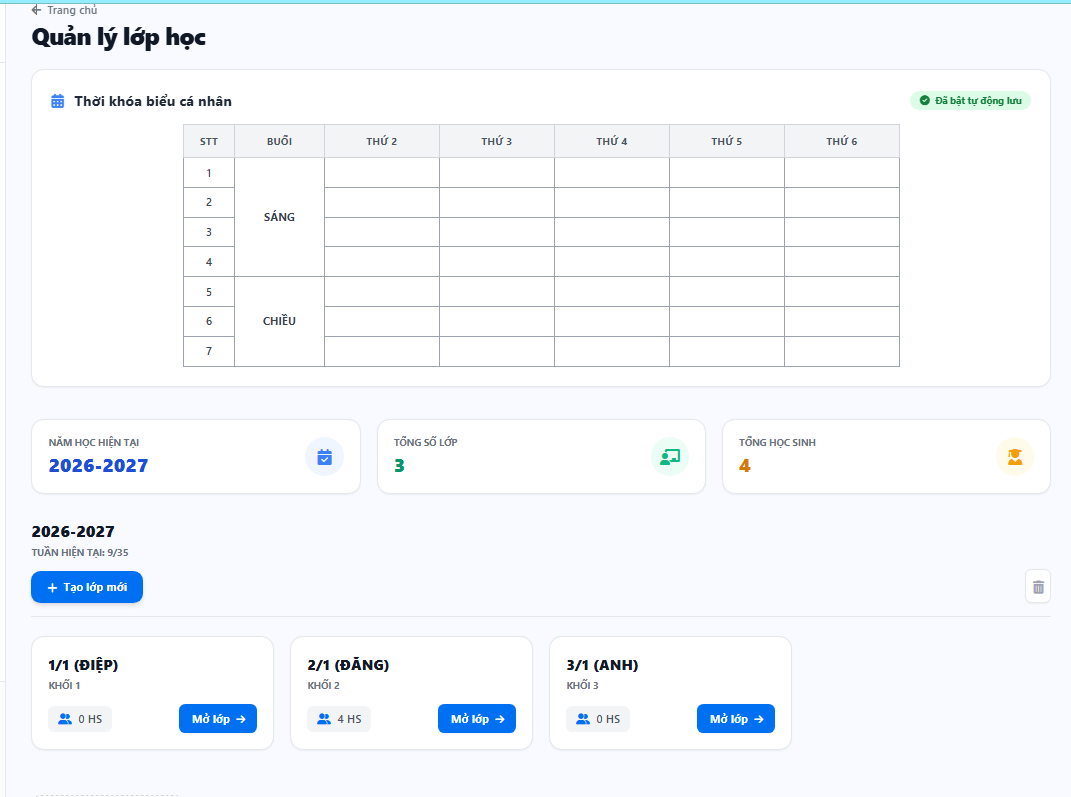 Trang chủ
Quản lý lớp học
Thời khóa biểu cá nhân
Đã bật tự động lưu
STT BUỔI THỨ 2 THỨ 3 THỨ 4 THỨ 5 THỨ 6
1
2
SÁNG
3
4
5
6 CHIỀU
7
NĂM HỌC HIỆN TẠI
2026-2027
TỔNG SỐ LỚP
3
TỔNG HỌC SINH
4
2026-2027
TUẦN HIỆN TẠI: 9/35
+ Tạo lớp mới
1/1 (ĐIỆP)
KHỐI 1
0 HS
Mở lớp →
2/1 (ĐĂNG)
KHỐI 2
4 HS
Mở lớp →
3/1 (ANH)
KHỐI 3
0 HS
Mở lớp →